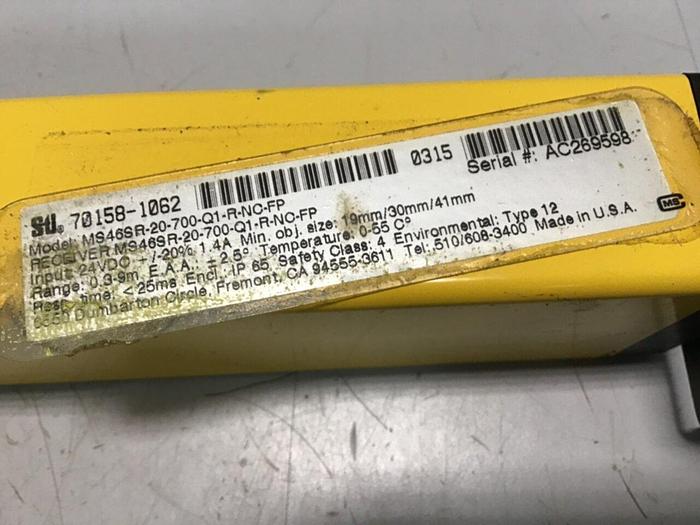 STI® 70158-1062 0315 Serial #: AC269598
Model: MS46SR-20-700-Q1-R-NC-FP
RECEIVER MS46SR-20-700-Q1-R-NC-FP
Input: 24VDC +/-20% 1.4A Min. obj. size: 19mm/30mm/41mm
Range: 0.3-9m E.A.A.: ± 2.5° Temperature: 0-55 C°
Resp. time: <25ms Encl.: IP 65 Safety Class: 4 Environmental: Type 12
Dumbarton Circle, Fremont, CA 94555-3611 Tel: 510/608-3400 Made in U.S.A.
CMS